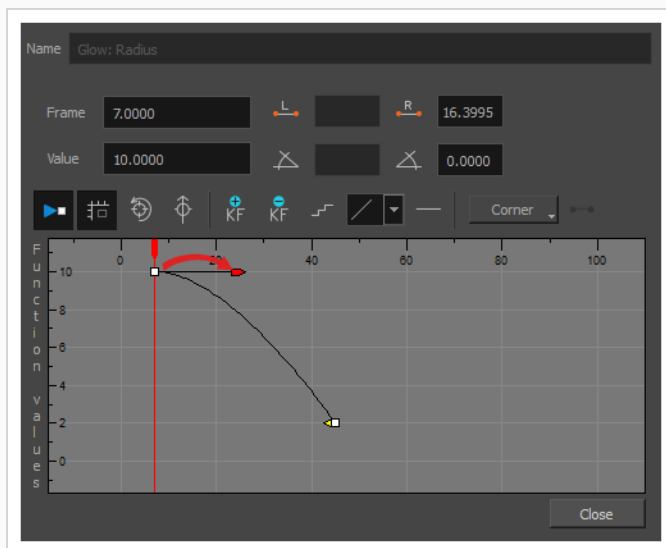 Name Glow: Radius
Frame 7.0000 L R 16.3995
Value 10.0000 0.0000
KF KF Corner
Function values
0 20 40 60 80 100
10
8
6
4
2
0
Close